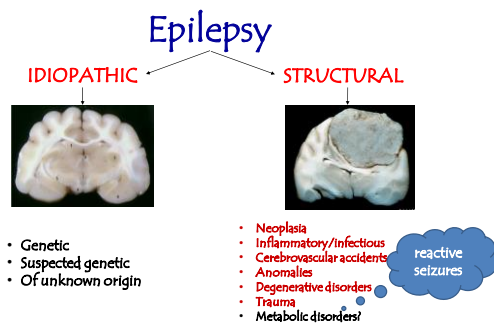 Epilepsy
IDIOPATHIC
STRUCTURAL
• Genetic
• Suspected genetic
• Of unknown origin
• Neoplasia
• Inflammatory/infectious
• Cerebrovascular accidents
• Anomalies
• Degenerative disorders
• Trauma
• Metabolic disorders?
reactive
seizures